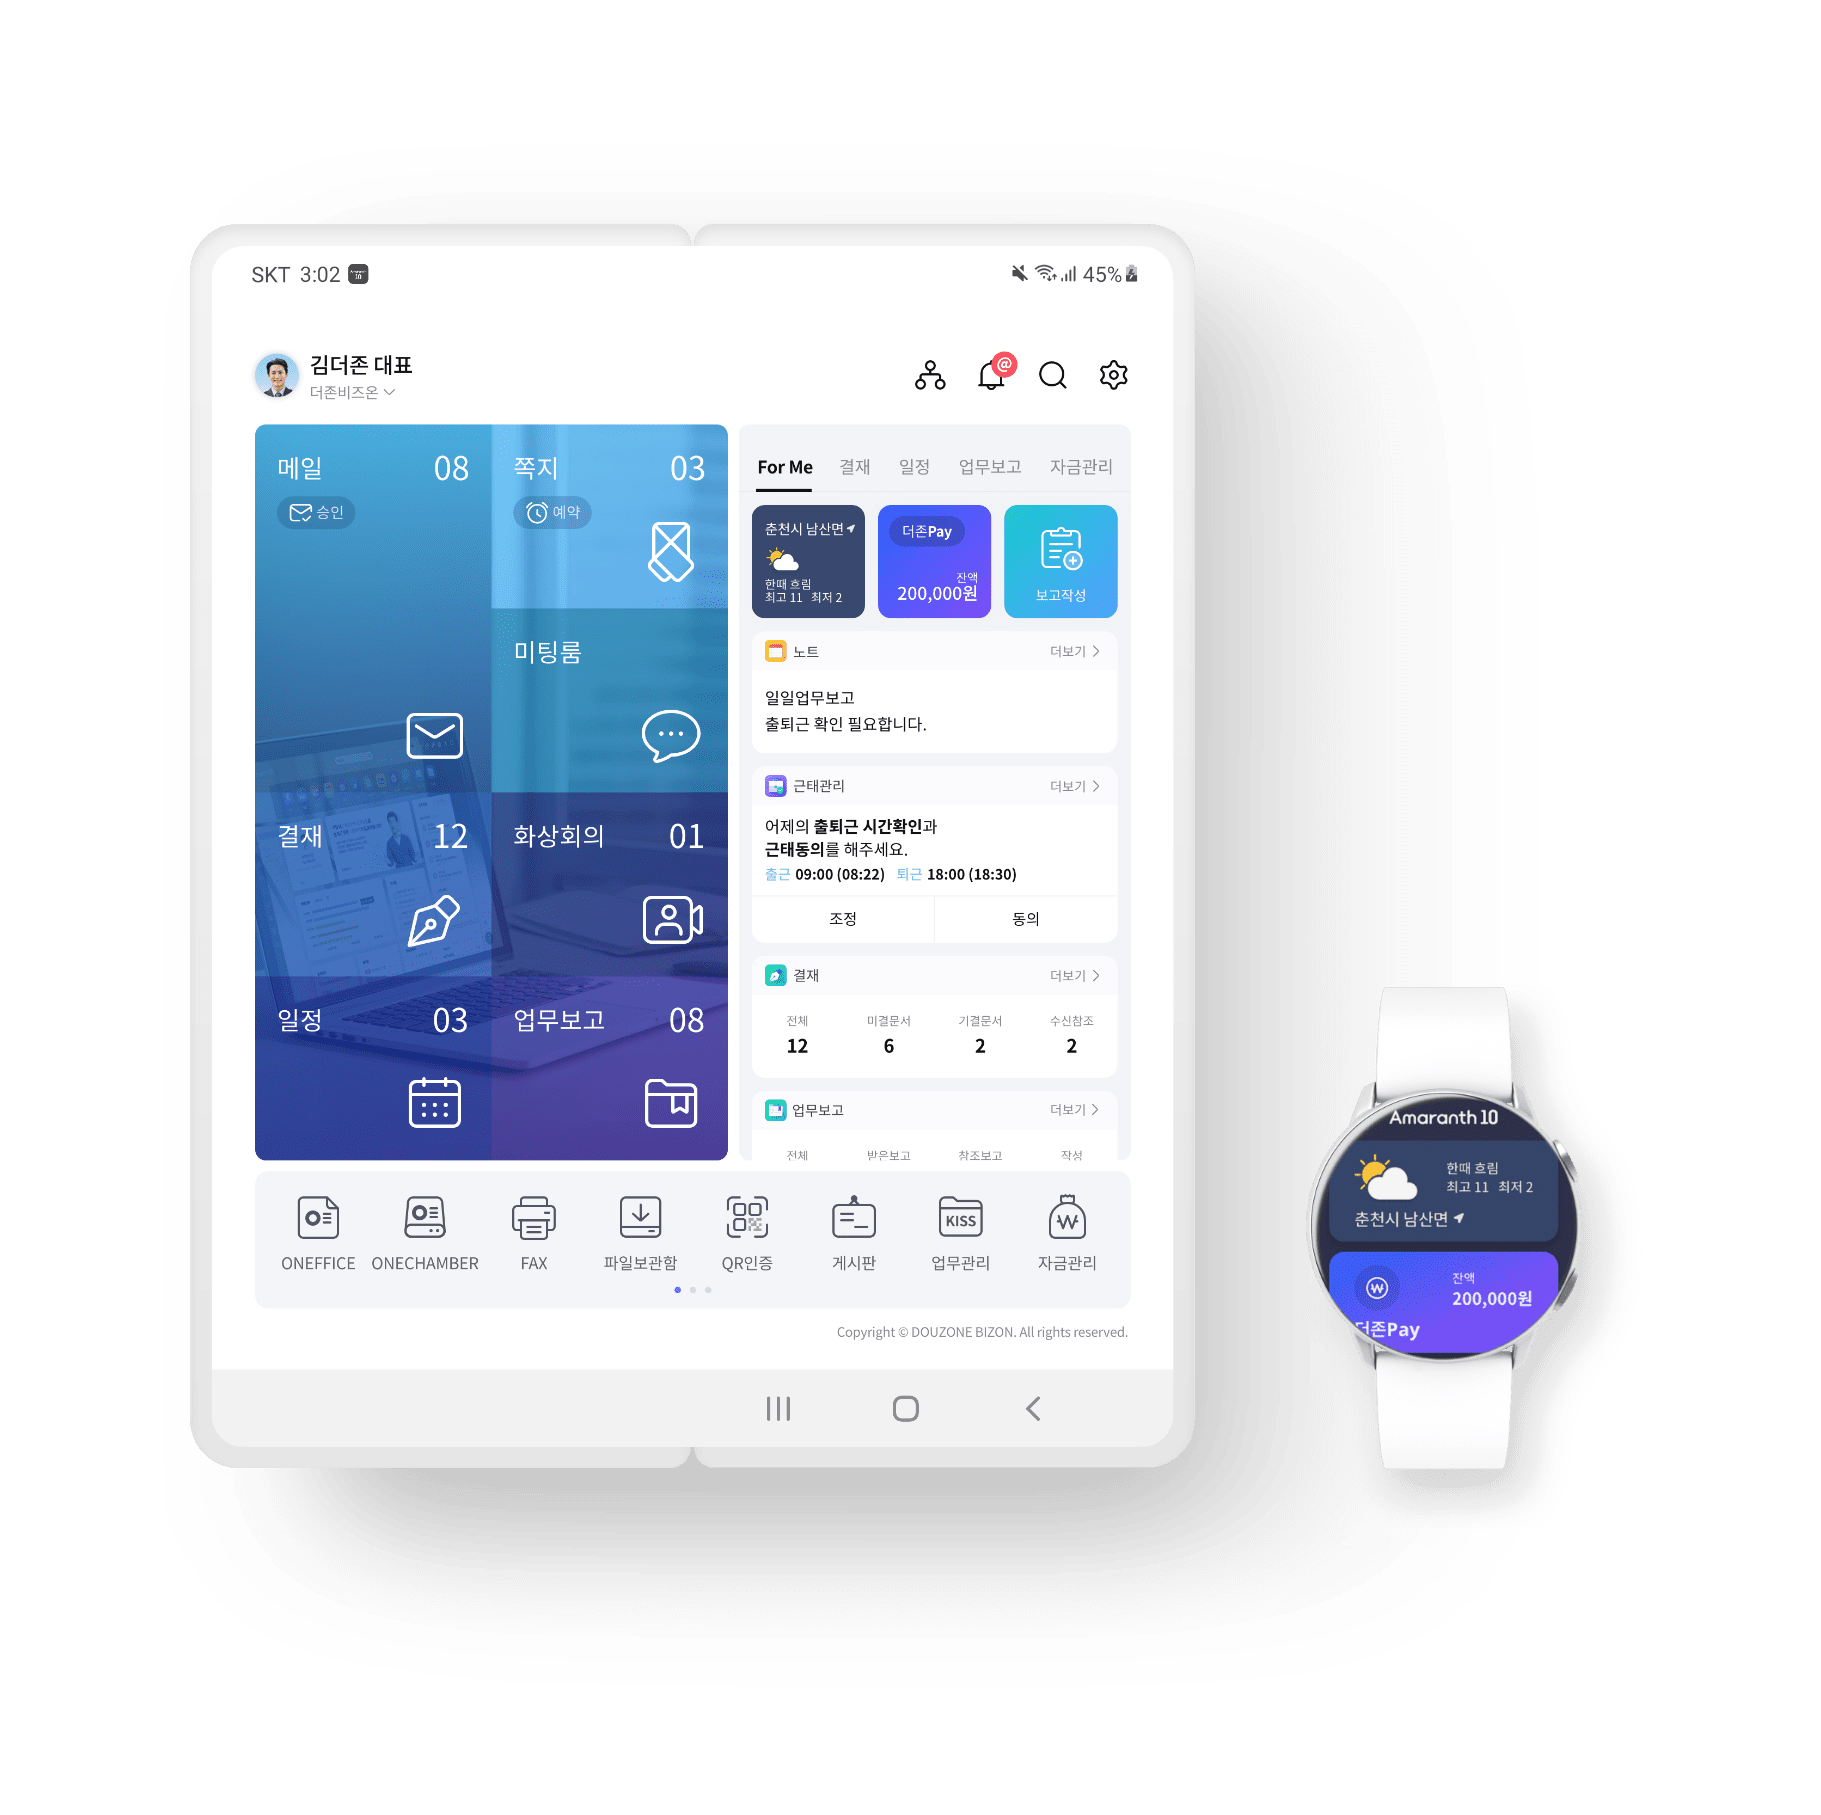 SKT 3:02
45%
김더존 대표
더존비즈온
메일 08
승인
쪽지 03
예약
미팅룸
결재 12
화상회의 01
일정 03
업무보고 08
For Me 결재 일정 업무보고 자금관리
춘천시 남산면
한때 흐림
최고 11 최저 2
더존Pay
잔액
200,000원
보고작성
노트 더보기
일일업무보고
출퇴근 확인 필요합니다.
근태관리 더보기
어제의 출퇴근 시간확인과
근태동의를 해주세요.
출근 09:00 (08:22) 퇴근 18:00 (18:30)
조정 동의
결재 더보기
전체 미결문서 기결문서 수신참조
12 6 2 2
업무보고 더보기
전체 받은보고 참조보고 작성
KISS
ONEFFICE ONECHAMBER FAX 파일보관함 QR인증 게시판 업무관리 자금관리
Copyright © DOUZONE BIZON. All rights reserved.
Amaranth 10
한때 흐림
최고 11 최저 2
춘천시 남산면
잔액
200,000원
더존Pay